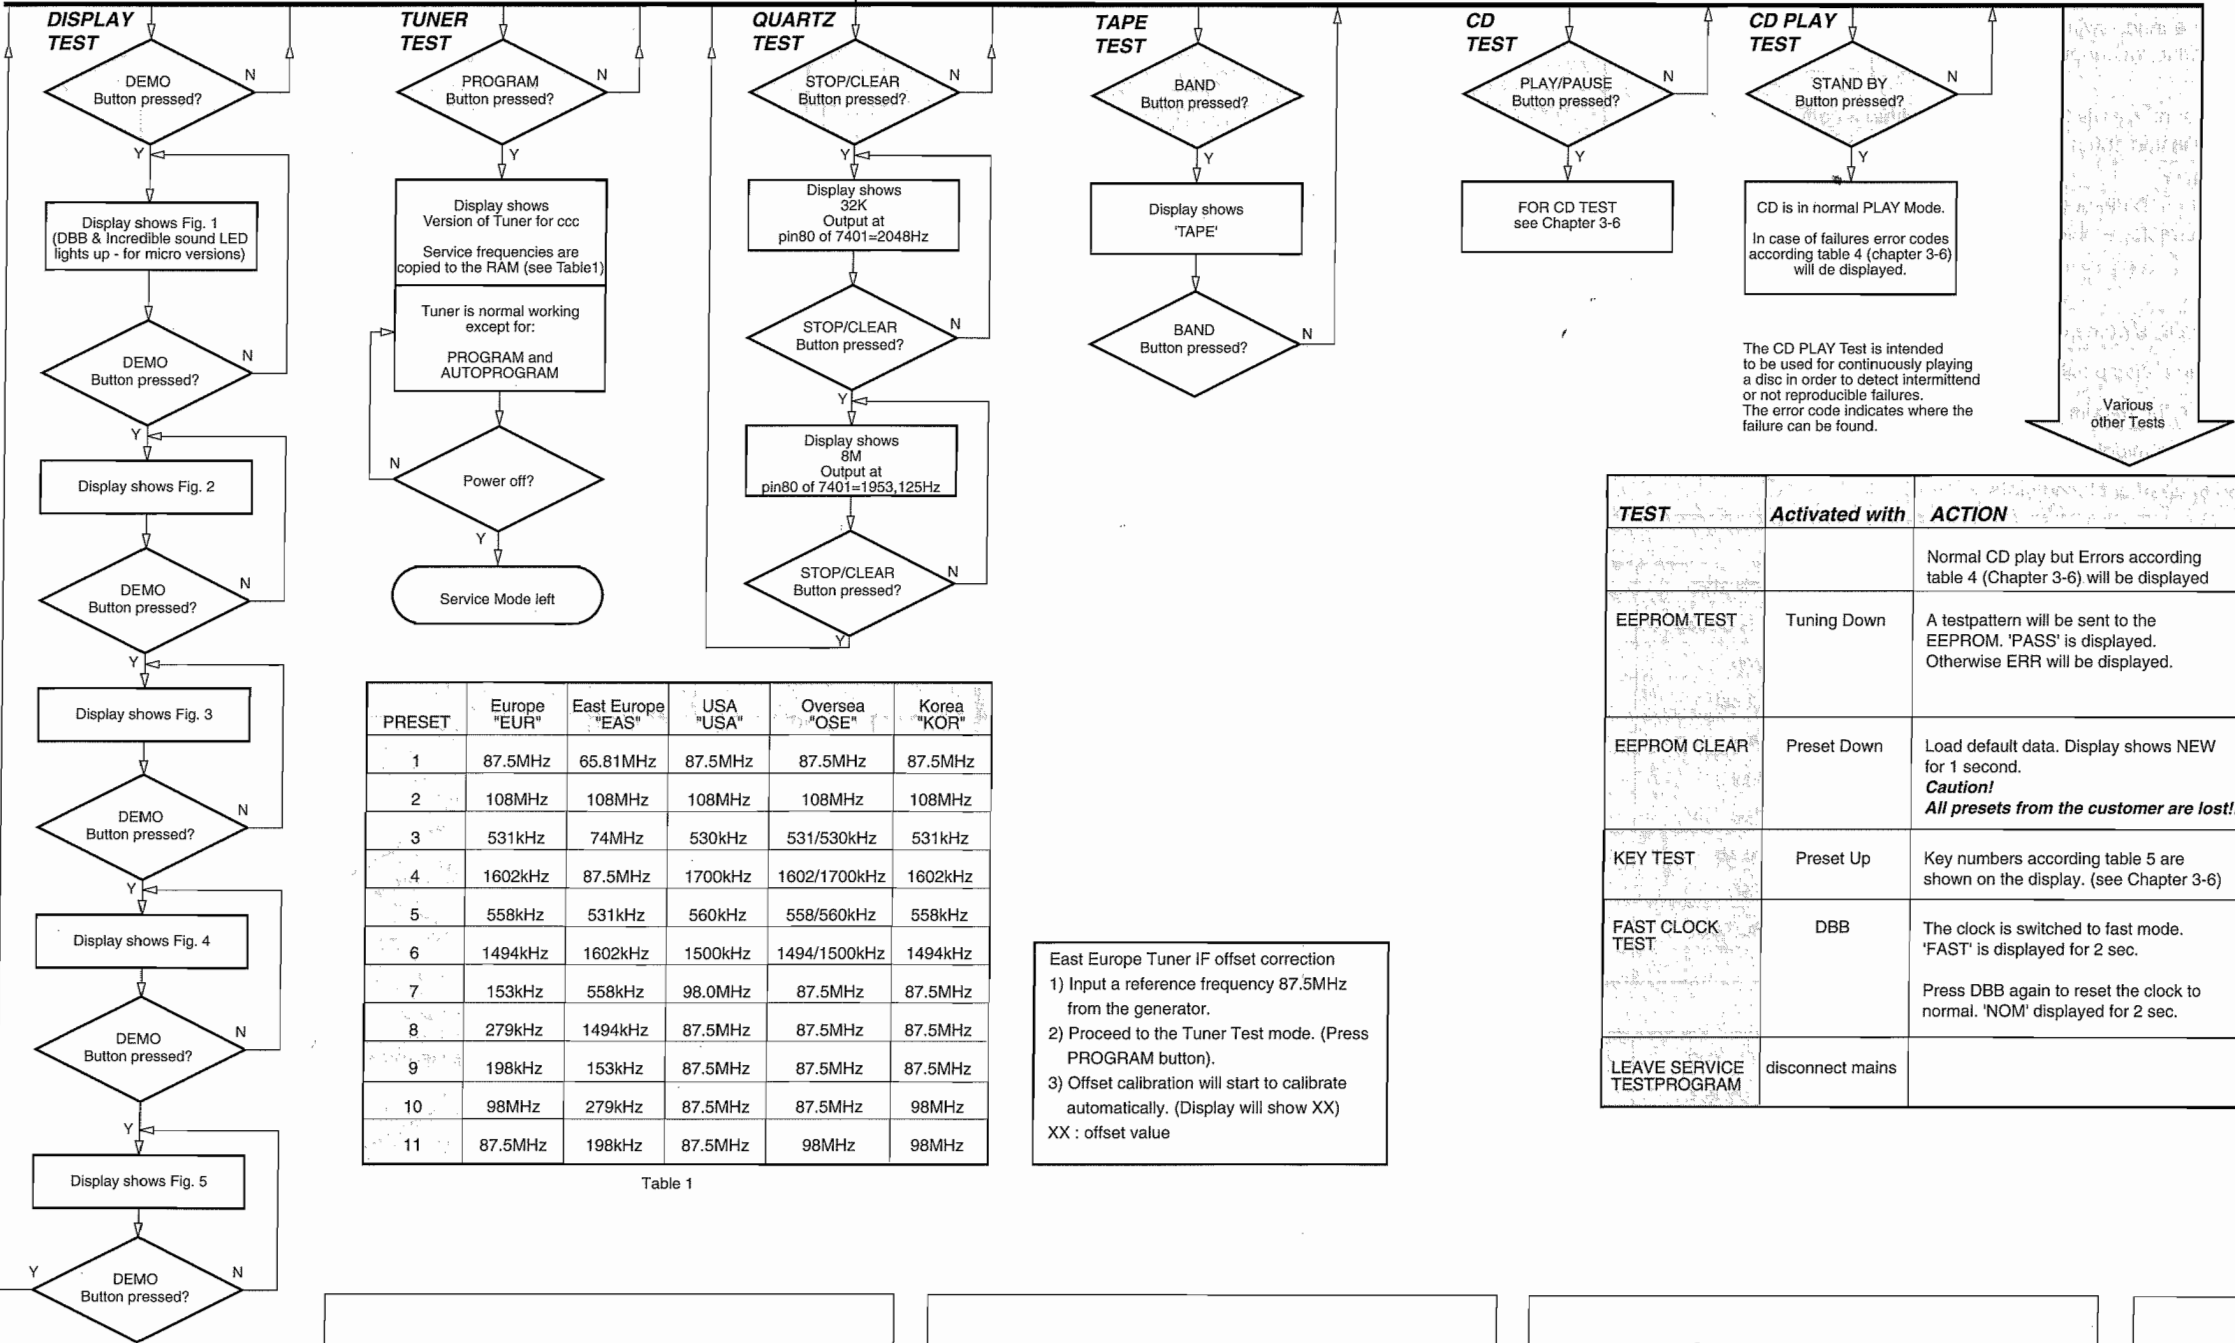 DISPLAY
TEST
DEMO
Button pressed?
N
Y
Display shows Fig. 1
(DBB & Incredible sound LED
lights up - for micro versions)
DEMO
Button pressed?
N
Y
Display shows Fig. 2
DEMO
Button pressed?
N
Y
Display shows Fig. 3
DEMO
Button pressed?
N
Y
Display shows Fig. 4
DEMO
Button pressed?
N
Y
Display shows Fig. 5
DEMO
Button pressed?
Y
N
TUNER
TEST
PROGRAM
Button pressed?
N
Y
Display shows
Version of Tuner for ccc
Service frequencies are
copied to the RAM (see Table1)
Tuner is normal working
except for:
PROGRAM and
AUTOPROGRAM
N
Power off?
Y
Service Mode left
QUARTZ
TEST
STOP/CLEAR
Button pressed?
N
Y
Display shows
32K
Output at
pin80 of 7401=2048Hz
STOP/CLEAR
Button pressed?
N
Y
Display shows
8M
Output at
pin80 of 7401=1953,125Hz
STOP/CLEAR
Button pressed?
N
Y
TAPE
TEST
BAND
Button pressed?
Y
Display shows
'TAPE'
BAND
Button pressed?
N
CD
TEST
PLAY/PAUSE
Button pressed?
N
Y
FOR CD TEST
see Chapter 3-6
CD PLAY
TEST
STAND BY
Button pressed?
N
Y
CD is in normal PLAY Mode.
In case of failures error codes
according table 4 (chapter 3-6)
will de displayed.
The CD PLAY Test is intended
to be used for continuously playing
a disc in order to detect intermittend
or not reproducible failures.
The error code indicates where the
failure can be found.
Various
other Tests
PRESET Europe "EUR" East Europe "EAS" USA "USA" Oversea "OSE" Korea "KOR"
1 87.5MHz 65.81MHz 87.5MHz 87.5MHz 87.5MHz
2 108MHz 108MHz 108MHz 108MHz 108MHz
3 531kHz 74MHz 530kHz 531/530kHz 531kHz
4 1602kHz 87.5MHz 1700kHz 1602/1700kHz 1602kHz
5 558kHz 531kHz 560kHz 558/560kHz 558kHz
6 1494kHz 1602kHz 1500kHz 1494/1500kHz 1494kHz
7 153kHz 558kHz 98.0MHz 87.5MHz 87.5MHz
8 279kHz 1494kHz 87.5MHz 87.5MHz 87.5MHz
9 198kHz 153kHz 87.5MHz 87.5MHz 87.5MHz
10 98MHz 279kHz 87.5MHz 87.5MHz 98MHz
11 87.5MHz 198kHz 87.5MHz 98MHz 98MHz
Table 1
East Europe Tuner IF offset correction
1) Input a reference frequency 87.5MHz
from the generator.
2) Proceed to the Tuner Test mode. (Press
PROGRAM button).
3) Offset calibration will start to calibrate
automatically. (Display will show XX)
XX : offset value
TEST Activated with ACTION
Normal CD play but Errors according
table 4 (Chapter 3-6) will be displayed
EEPROM TEST Tuning Down A testpattern will be sent to the
EEPROM. 'PASS' is displayed.
Otherwise ERR will be displayed.
EEPROM CLEAR Preset Down Load default data. Display shows NEW
for 1 second.
Caution!
All presets from the customer are lost!
KEY TEST Preset Up Key numbers according table 5 are
shown on the display. (see Chapter 3-6)
FAST CLOCK
TEST DBB The clock is switched to fast mode.
'FAST' is displayed for 2 sec.
Press DBB again to reset the clock to
normal. 'NOM' displayed for 2 sec.
LEAVE SERVICE
TESTPROGRAM disconnect mains